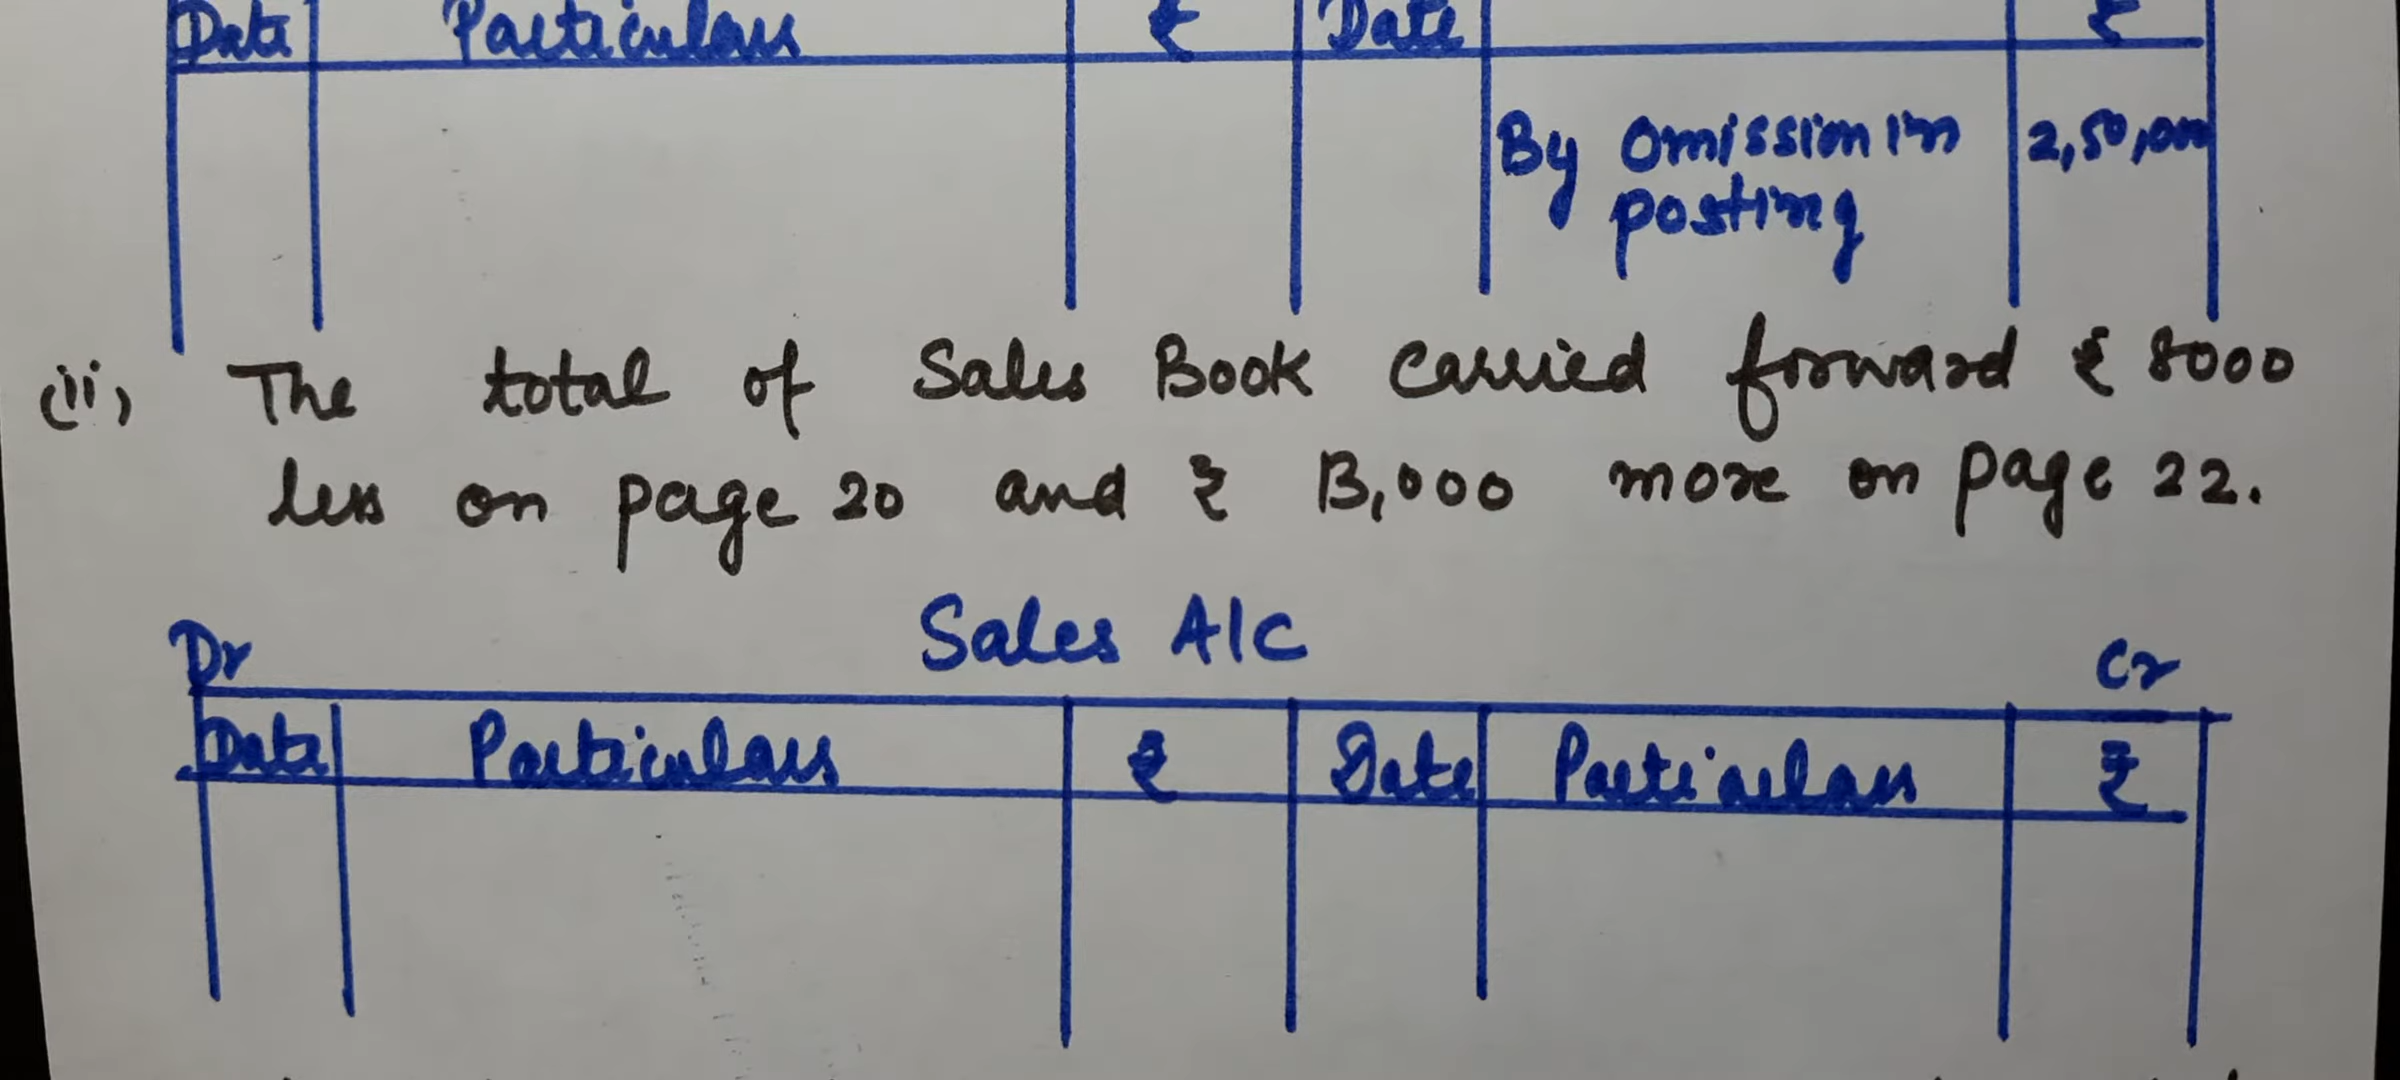 Date Particulars ₹ Date ₹
By omission in 2,50,000
posting
(ii) The total of Sales Book carried forward ₹ 8000
less on page 20 and ₹ 13,000 more on page 22.
Sales A/C
Dr Cr
Date Particulars ₹ Date Particulars ₹